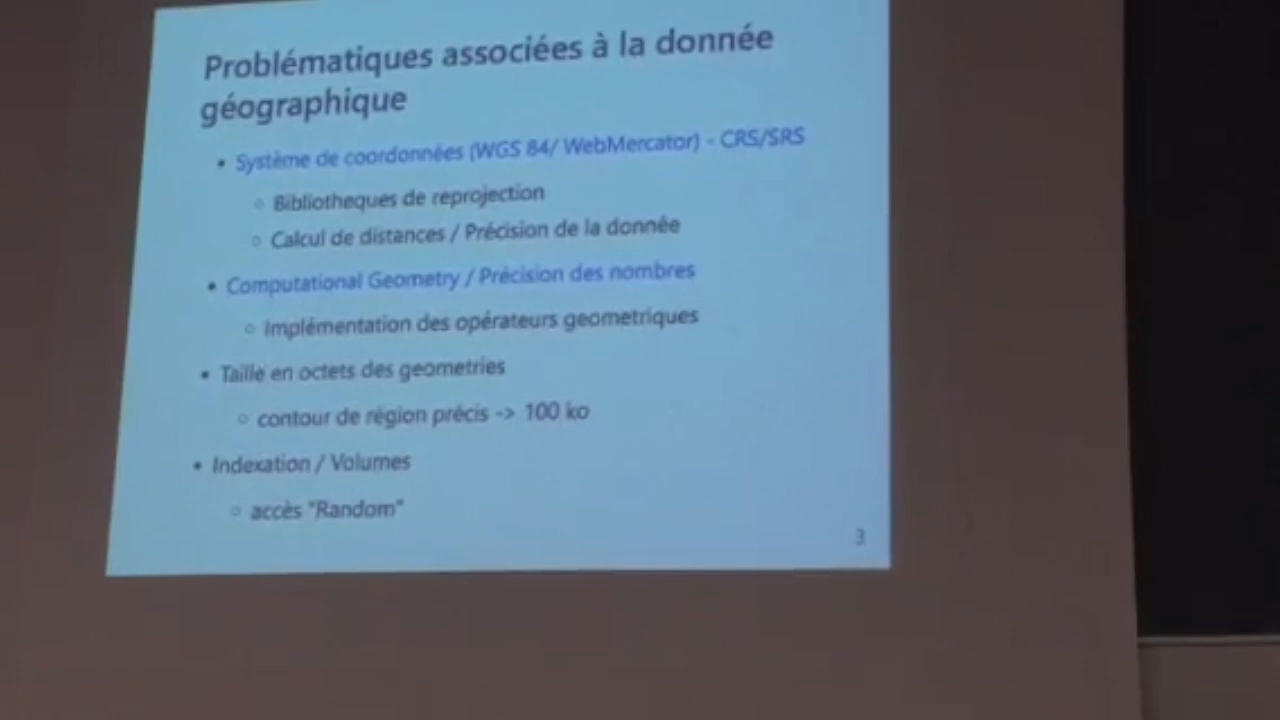 Problématiques associées à la donnée
géographique
• Système de coordonnées (WGS 84/ WebMercator) - CRS/SRS
○ Bibliotheques de reprojection
○ Calcul de distances / Précision de la donnée
• Computational Geometry / Précision des nombres
○ Implémentation des opérateurs geometriques
• Taille en octets des geometries
○ contour de région précis -> 100 ko
• Indexation / Volumes
○ accès "Random"
3